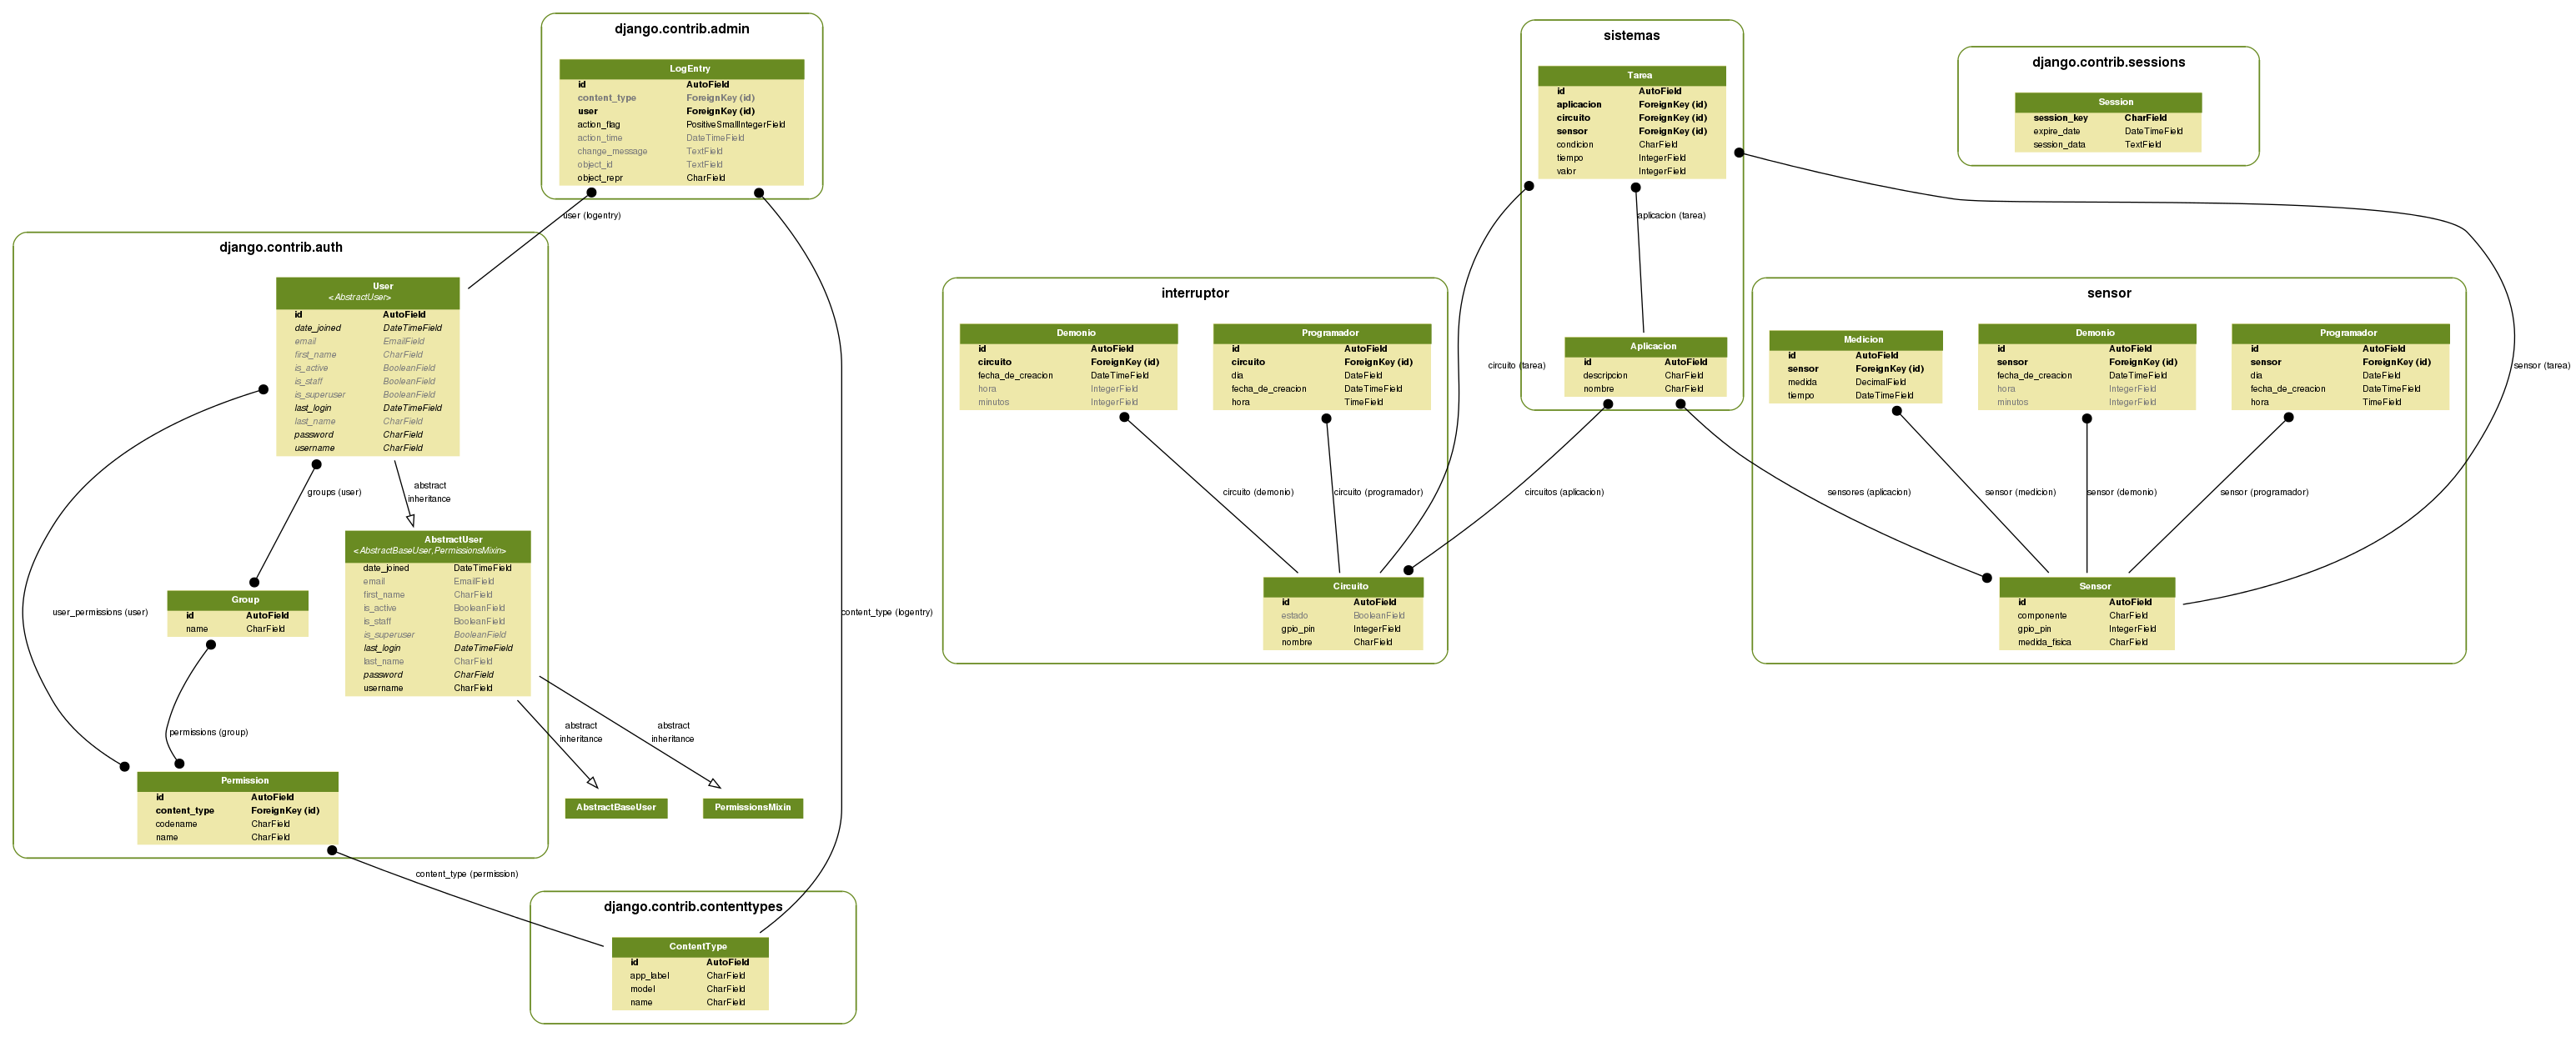 django.contrib.admin
LogEntry
id AutoField
content_type ForeignKey (id)
user ForeignKey (id)
action_flag PositiveSmallIntegerField
action_time DateTimeField
change_message TextField
object_id TextField
object_repr CharField
user (logentry)
content_type (logentry)
django.contrib.auth
User
<AbstractUser>
id AutoField
date_joined DateTimeField
email EmailField
first_name CharField
is_active BooleanField
is_staff BooleanField
is_superuser BooleanField
last_login DateTimeField
last_name CharField
password CharField
username CharField
groups (user)
abstract
inheritance
user_permissions (user)
AbstractUser
<AbstractBaseUser,PermissionsMixin>
date_joined DateTimeField
email EmailField
first_name CharField
is_active BooleanField
is_staff BooleanField
is_superuser BooleanField
last_login DateTimeField
last_name CharField
password CharField
username CharField
Group
id AutoField
name CharField
permissions (group)
abstract
inheritance
abstract
inheritance
AbstractBaseUser
PermissionsMixin
Permission
id AutoField
content_type ForeignKey (id)
codename CharField
name CharField
content_type (permission)
django.contrib.contenttypes
ContentType
id AutoField
app_label CharField
model CharField
name CharField
sistemas
Tarea
id AutoField
aplicacion ForeignKey (id)
circuito ForeignKey (id)
sensor ForeignKey (id)
condicion CharField
tiempo IntegerField
valor IntegerField
aplicacion (tarea)
circuito (tarea)
sensor (tarea)
Aplicacion
id AutoField
descripcion CharField
nombre CharField
circuitos (aplicacion)
sensores (aplicacion)
django.contrib.sessions
Session
session_key CharField
expire_date DateTimeField
session_data TextField
interruptor
Demonio
id AutoField
circuito ForeignKey (id)
fecha_de_creacion DateTimeField
hora IntegerField
minutos IntegerField
Programador
id AutoField
circuito ForeignKey (id)
dia DateField
fecha_de_creacion DateTimeField
hora TimeField
circuito (demonio)
circuito (programador)
Circuito
id AutoField
estado BooleanField
gpio_pin IntegerField
nombre CharField
sensor
Medicion
id AutoField
sensor ForeignKey (id)
medida DecimalField
tiempo DateTimeField
Demonio
id AutoField
sensor ForeignKey (id)
fecha_de_creacion DateTimeField
hora IntegerField
minutos IntegerField
Programador
id AutoField
sensor ForeignKey (id)
dia DateField
fecha_de_creacion DateTimeField
hora TimeField
sensor (medicion)
sensor (demonio)
sensor (programador)
Sensor
id AutoField
componente CharField
gpio_pin IntegerField
medida_fisica CharField